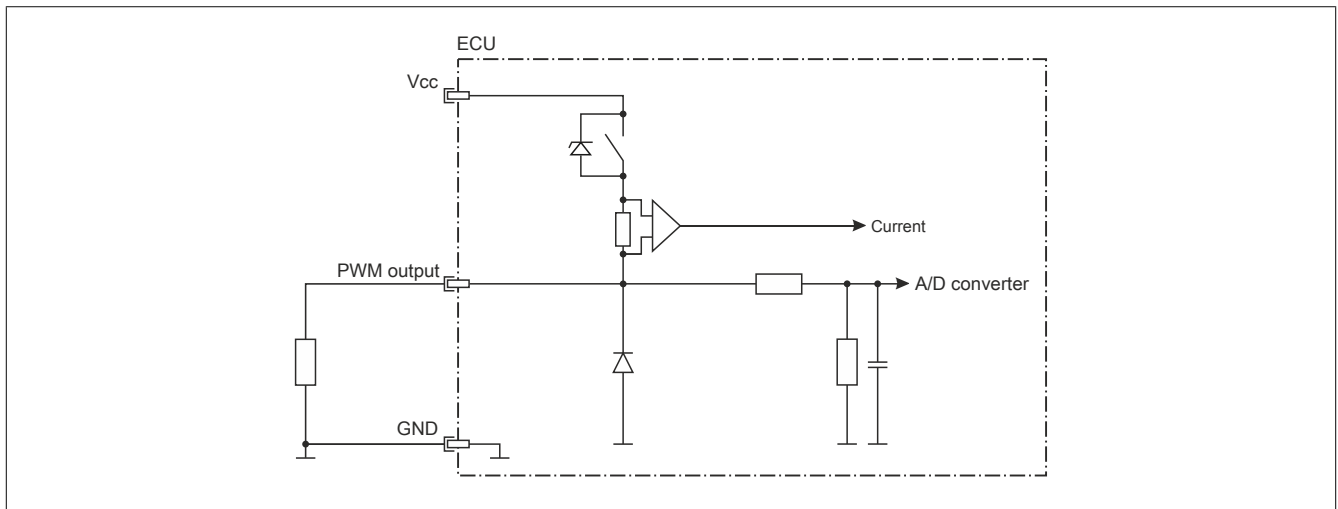 ECU
Vcc
Current
PWM output
A/D converter
GND